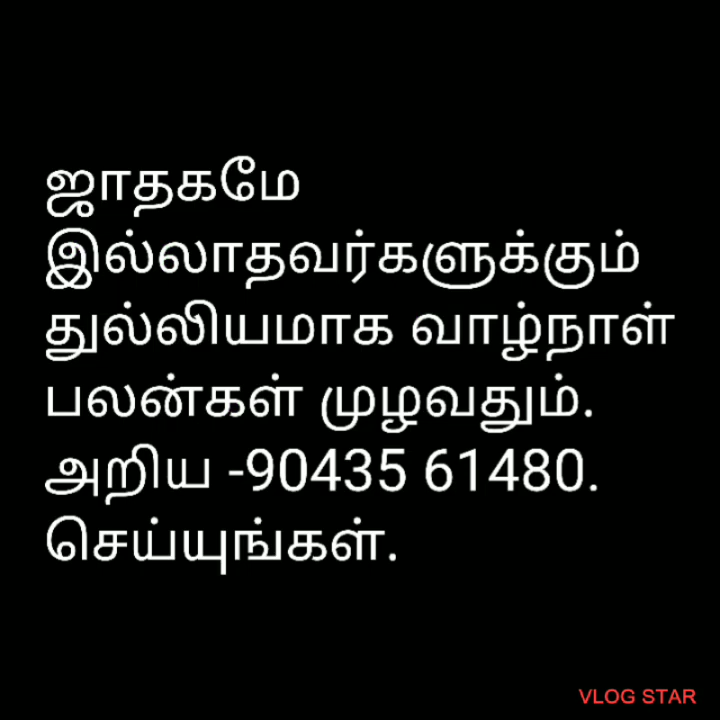 ஜாதகமே
இல்லாதவர்களுக்கும்
துல்லியமாக வாழ்நாள்
பலன்கள் முழவதும்.
அறிய -90435 61480.
செய்யுங்கள்.
VLOG STAR